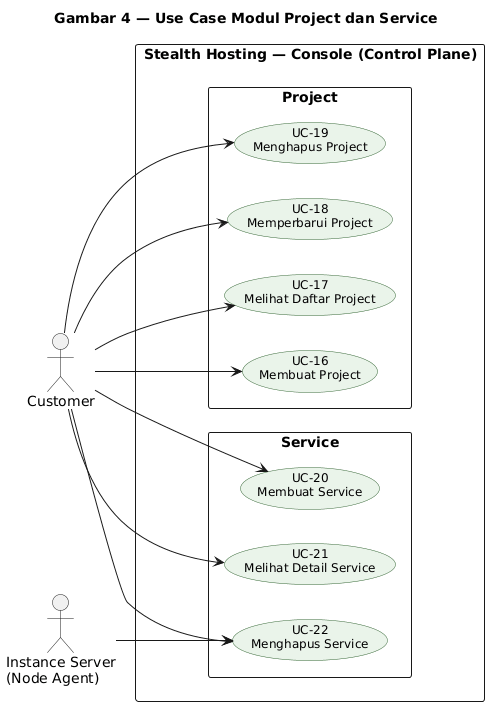 Gambar 4 — Use Case Modul Project dan Service
Stealth Hosting — Console (Control Plane)
Project
UC-19
Menghapus Project
UC-18
Memperbarui Project
UC-17
Melihat Daftar Project
UC-16
Membuat Project
Customer
Service
UC-20
Membuat Service
UC-21
Melihat Detail Service
UC-22
Menghapus Service
Instance Server
(Node Agent)